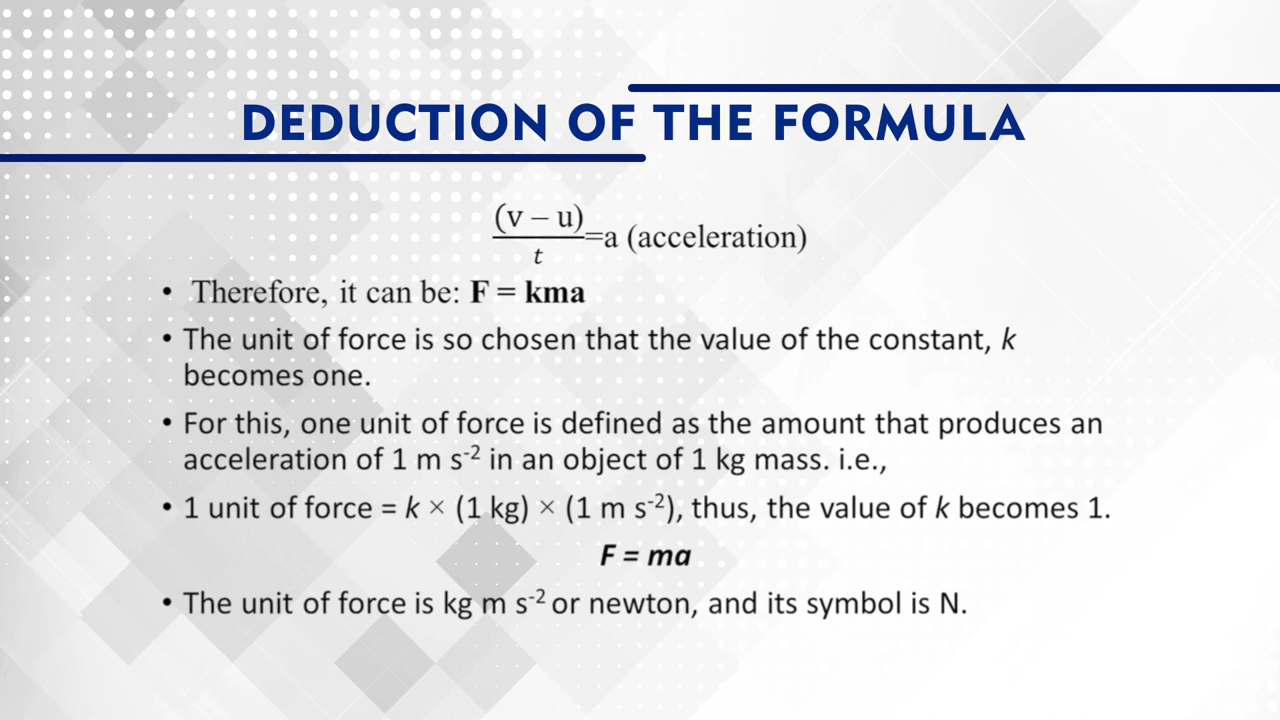 DEDUCTION OF THE FORMULA
(v – u)
t
=a (acceleration)
• Therefore, it can be: F = kma
• The unit of force is so chosen that the value of the constant, k
becomes one.
• For this, one unit of force is defined as the amount that produces an
acceleration of 1 m s⁻² in an object of 1 kg mass. i.e.,
• 1 unit of force = k × (1 kg) × (1 m s⁻²), thus, the value of k becomes 1.
F = ma
• The unit of force is kg m s⁻² or newton, and its symbol is N.